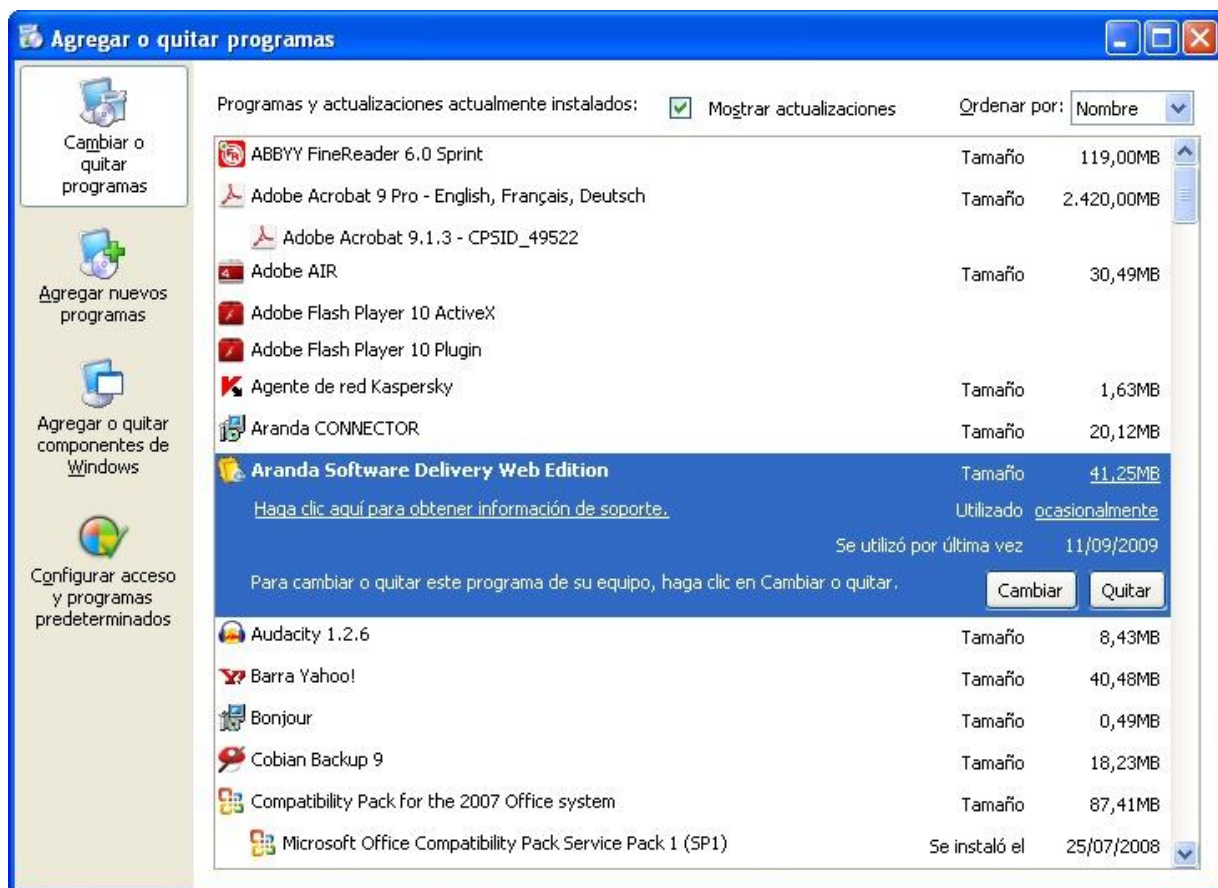 Agregar o quitar programas
Cambiar o
quitar
programas
Agregar nuevos
programas
Agregar o quitar
componentes de
Windows
Configurar acceso
y programas
predeterminados
Programas y actualizaciones actualmente instalados: Mostrar actualizaciones Ordenar por: Nombre
ABBYY FineReader 6.0 Sprint Tamaño 119,00MB
Adobe Acrobat 9 Pro - English, Français, Deutsch Tamaño 2.420,00MB
Adobe Acrobat 9.1.3 - CPSID_49522
Adobe AIR Tamaño 30,49MB
Adobe Flash Player 10 ActiveX
Adobe Flash Player 10 Plugin
Agente de red Kaspersky Tamaño 1,63MB
Aranda CONNECTOR Tamaño 20,12MB
Aranda Software Delivery Web Edition Tamaño 41,25MB
Haga clic aquí para obtener información de soporte. Utilizado ocasionalmente
Se utilizó por última vez 11/09/2009
Para cambiar o quitar este programa de su equipo, haga clic en Cambiar o quitar. Cambiar Quitar
Audacity 1.2.6 Tamaño 8,43MB
Barra Yahoo! Tamaño 40,48MB
Bonjour Tamaño 0,49MB
Cobian Backup 9 Tamaño 18,23MB
Compatibility Pack for the 2007 Office system Tamaño 87,41MB
Microsoft Office Compatibility Pack Service Pack 1 (SP1) Se instaló el 25/07/2008